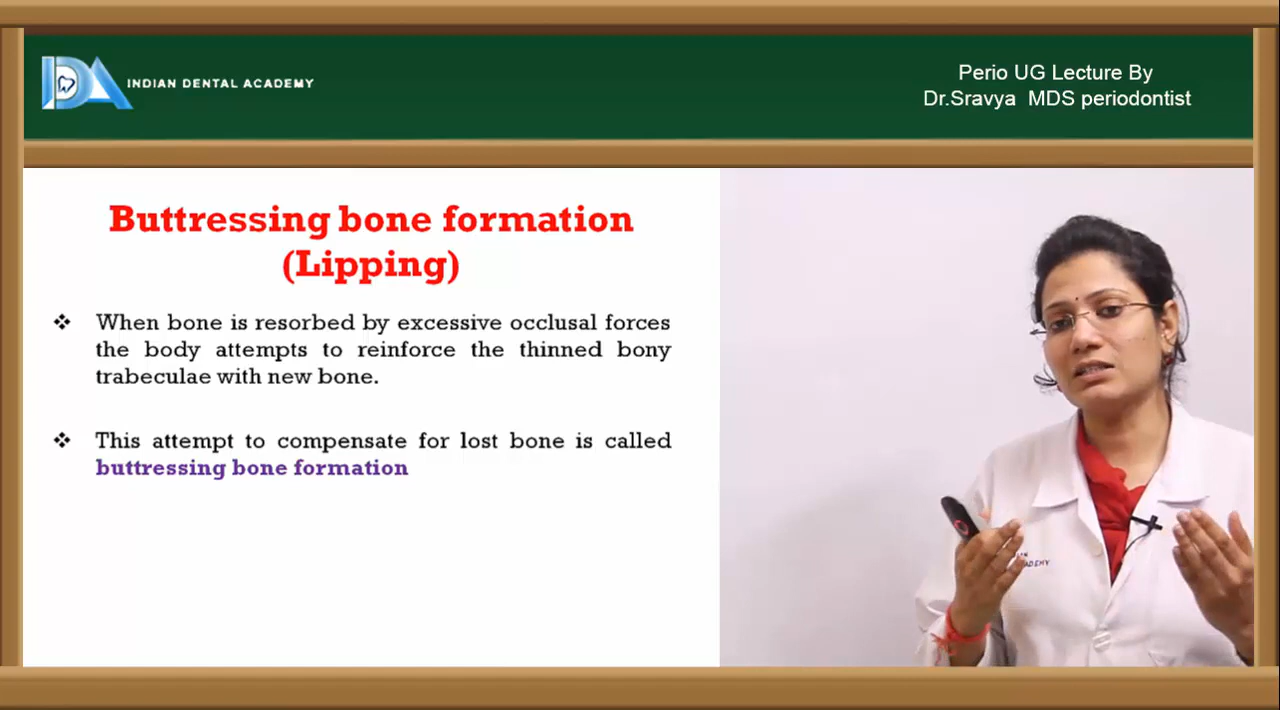 INDIAN DENTAL ACADEMY
Perio UG Lecture By
Dr.Sravya MDS periodontist
Buttressing bone formation
(Lipping)
❖ When bone is resorbed by excessive occlusal forces
the body attempts to reinforce the thinned bony
trabeculae with new bone.
❖ This attempt to compensate for lost bone is called
buttressing bone formation